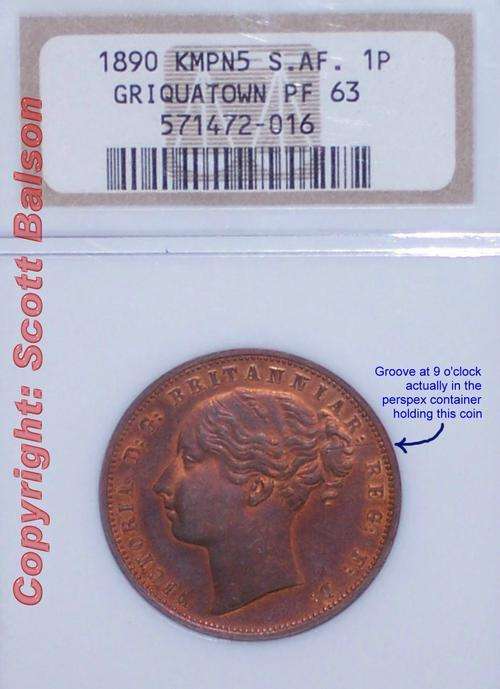 1890 KMPN5 S.AF. 1P
GRIQUATOWN PF 63
571472-016
Copyright: Scott Balson
Groove at 9 o'clock
actually in the
perspex container
holding this coin
VICTORIA D: G: BRITANNIAR: REG: F: D: